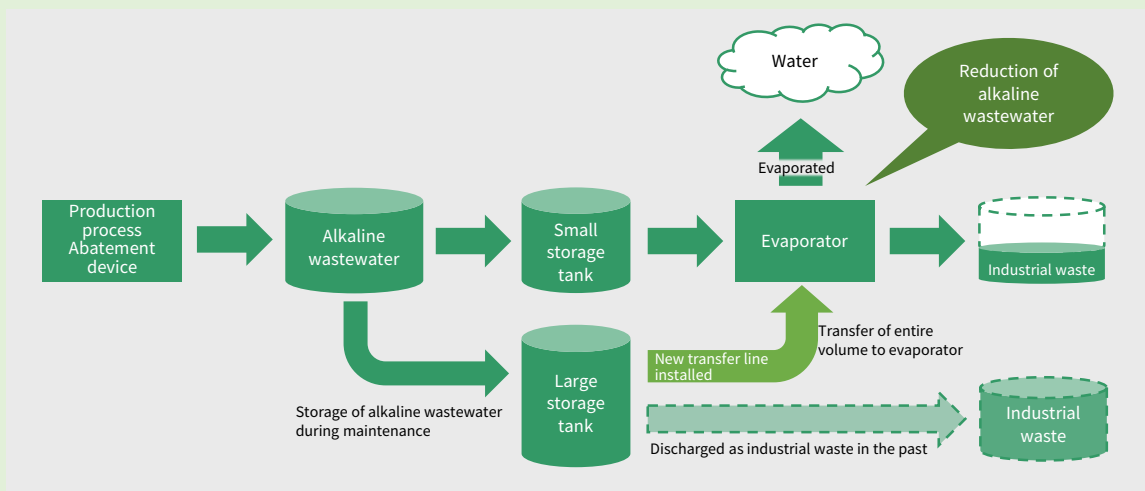 Water
Reduction of
alkaline
wastewater
Evaporated
Production
process
Abatement
device
Alkaline
wastewater
Small
storage
tank
Evaporator
Industrial waste
Transfer of entire
volume to evaporator
New transfer line
installed
Large
storage
tank
Storage of alkaline wastewater
during maintenance
Industrial
waste
Discharged as industrial waste in the past